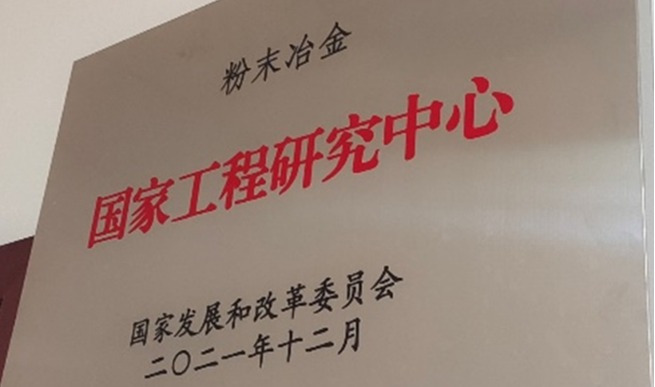 粉末冶金
国家工程研究中心
国家发展和改革委员会
二〇二一年十二月